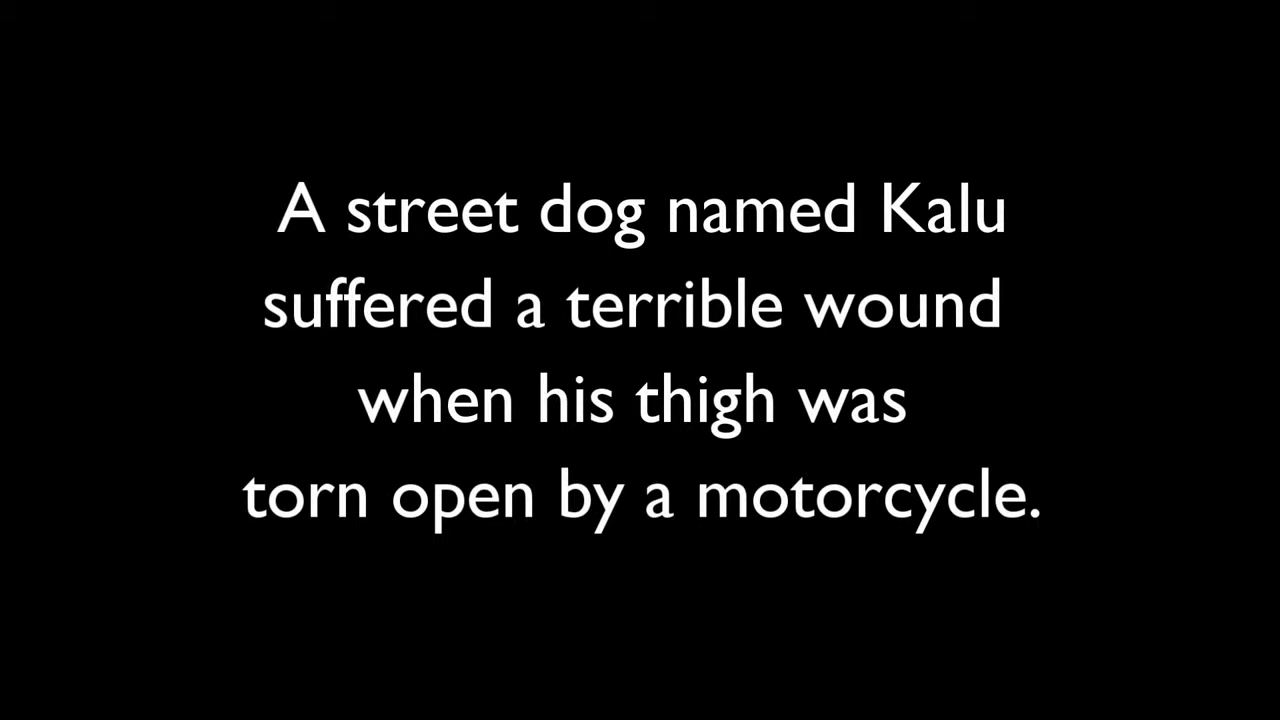 A street dog named Kalu
suffered a terrible wound
when his thigh was
torn open by a motorcycle.